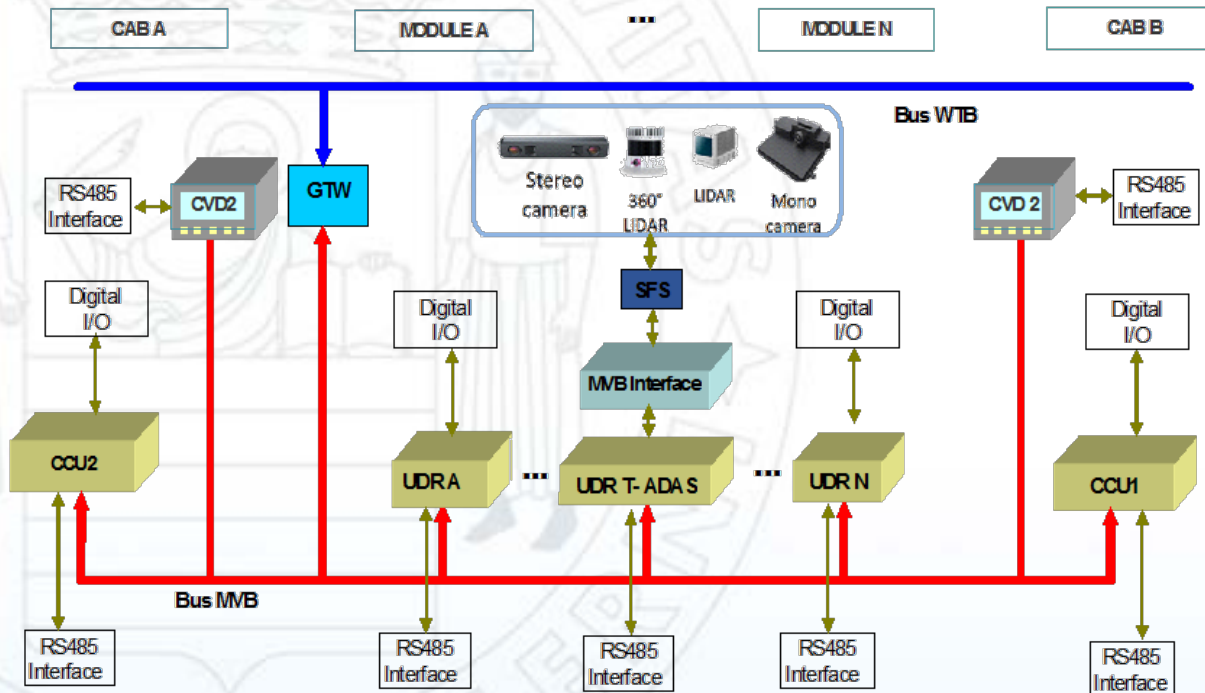 CAB A
MODULE A
...
MODULE N
CAB B
Bus WTB
RS485
Interface
CVD2
GTW
Stereo
camera
360°
LIDAR
LIDAR
Mono
camera
CVD 2
RS485
Interface
Digital
I/O
Digital
I/O
SFS
Digital
I/O
Digital
I/O
MVB Interface
CCU2
UDR A
...
UDR T- ADAS
...
UDR N
CCU1
Bus MVB
RS485
Interface
RS485
Interface
RS485
Interface
RS485
Interface
RS485
Interface